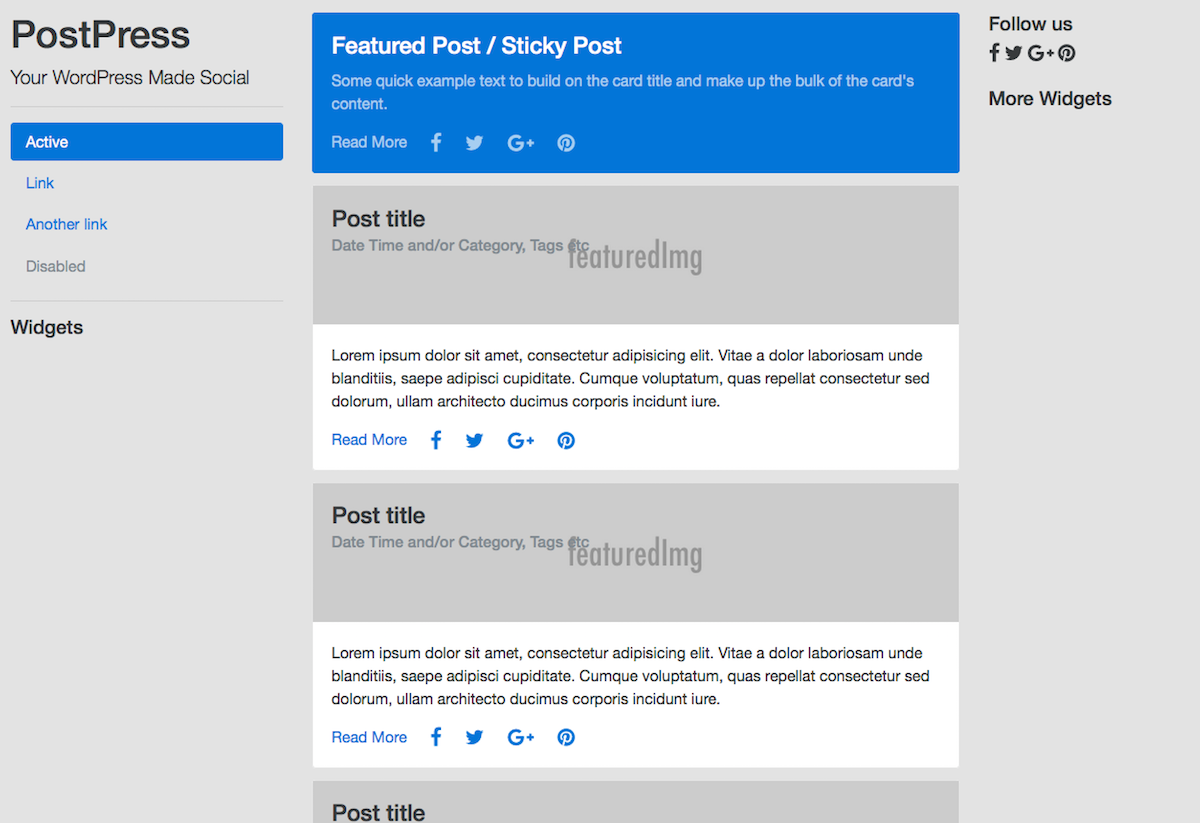 PostPress
Your WordPress Made Social
Active
Link
Another link
Disabled
Widgets
Featured Post / Sticky Post
Some quick example text to build on the card title and make up the bulk of the card's
content.
Read More
Post title
Date Time and/or Category, Tags etc
featuredImg
Lorem ipsum dolor sit amet, consectetur adipisicing elit. Vitae a dolor laboriosam unde
blanditiis, saepe adipisci cupiditate. Cumque voluptatum, quas repellat consectetur sed
dolorum, ullam architecto ducimus corporis incidunt iure.
Read More
Post title
Date Time and/or Category, Tags etc
featuredImg
Lorem ipsum dolor sit amet, consectetur adipisicing elit. Vitae a dolor laboriosam unde
blanditiis, saepe adipisci cupiditate. Cumque voluptatum, quas repellat consectetur sed
dolorum, ullam architecto ducimus corporis incidunt iure.
Read More
Post title
Follow us
More Widgets